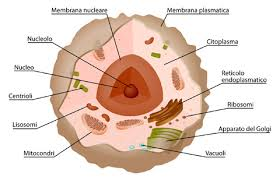 Membrana nucleare
Membrana plasmatica
Nucleolo
Citoplasma
Nucleo
Reticolo
endoplasmatico
Centrioli
Ribosomi
Lisosomi
Apparato del Golgi
Mitocondri
Vacuoli